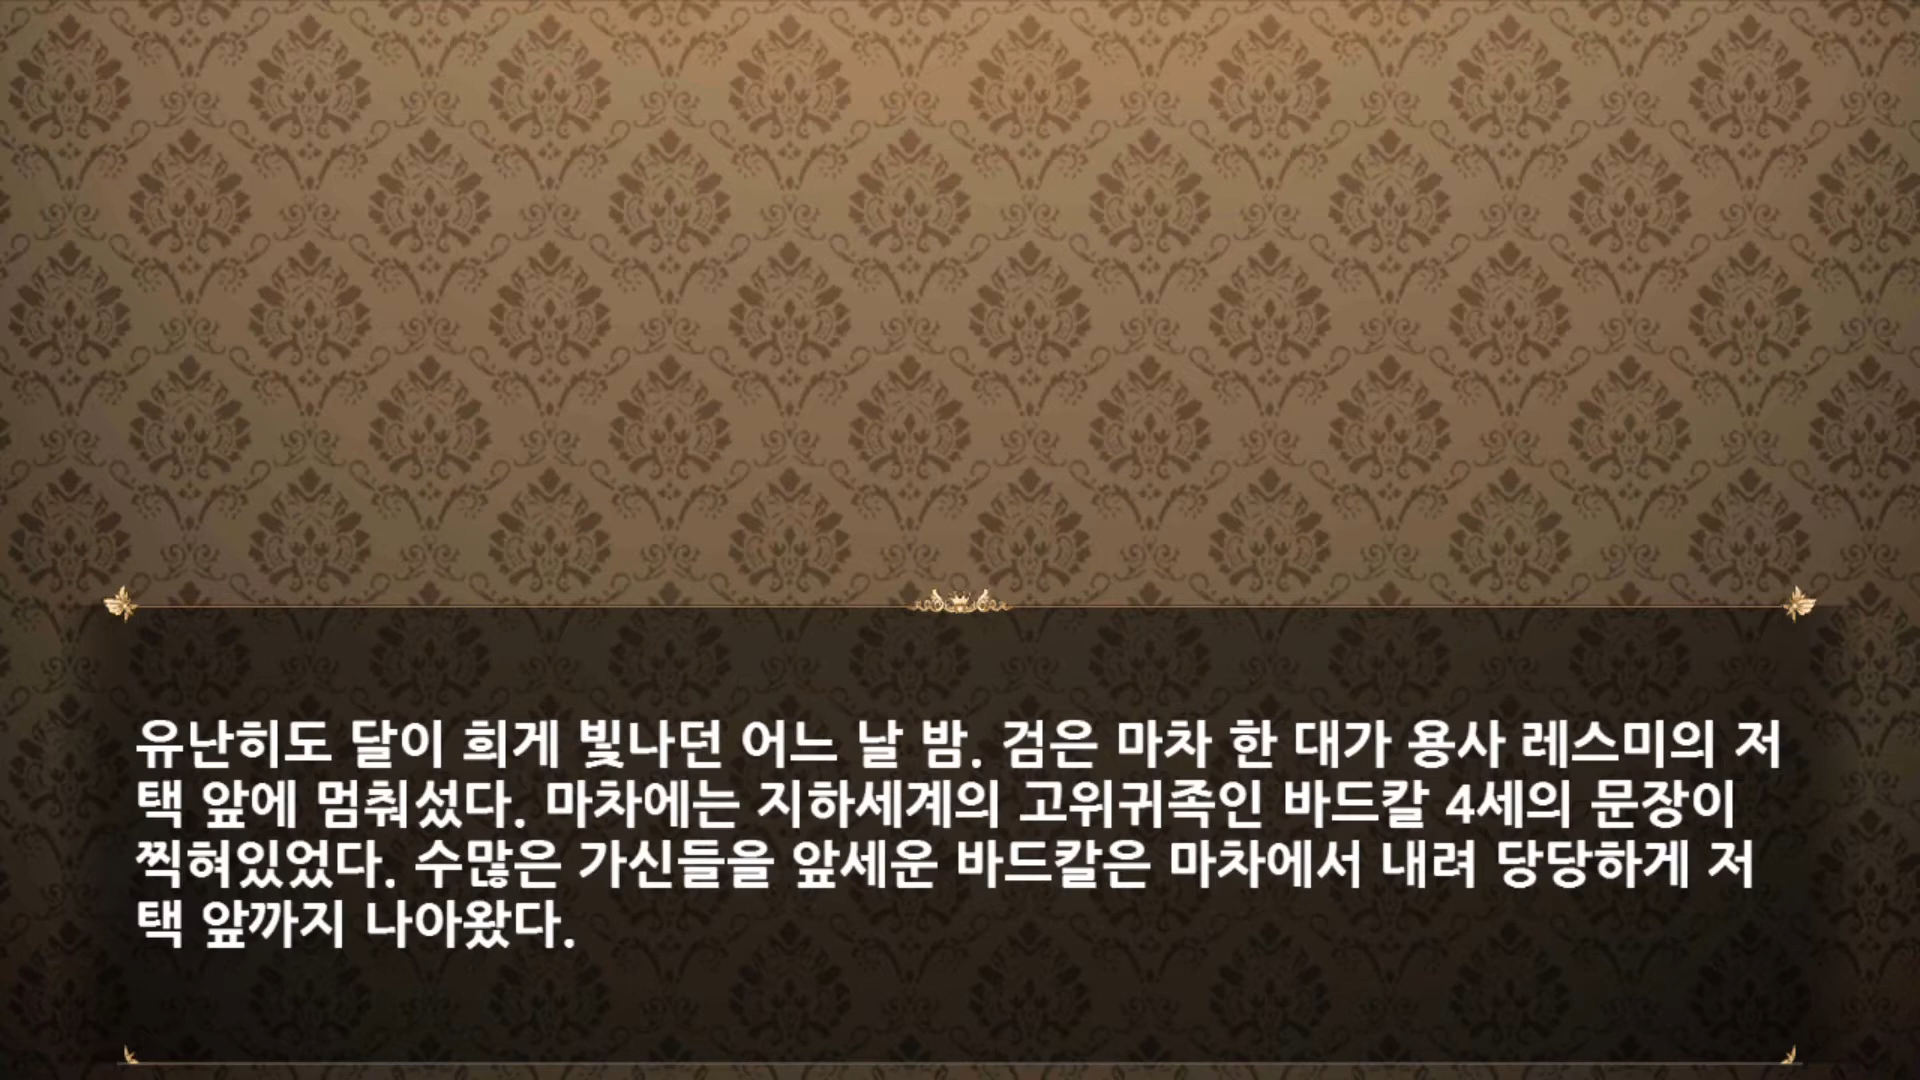 유난히도 달이 희게 빛나던 어느 날 밤. 검은 마차 한 대가 용사 레스미의 저
택 앞에 멈춰섰다. 마차에는 지하세계의 고위귀족인 바드칼 4세의 문장이
찍혀있었다. 수많은 가신들을 앞세운 바드칼은 마차에서 내려 당당하게 저
택 앞까지 나아왔다.